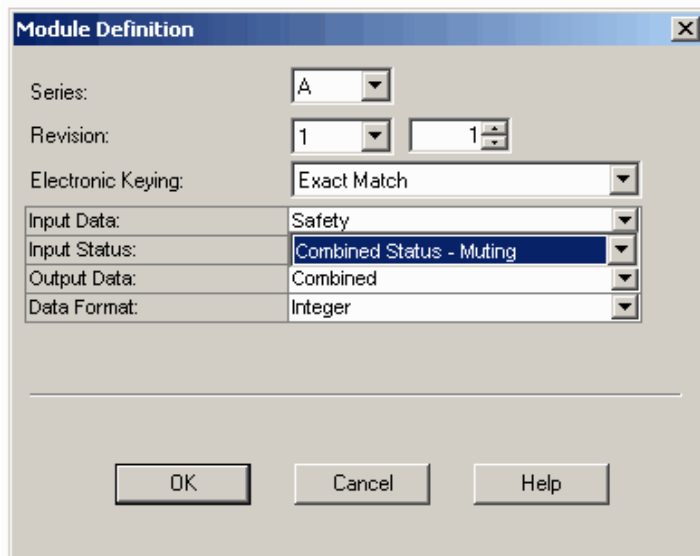 Module Definition
Series: A
Revision: 1 1
Electronic Keying: Exact Match
Input Data: Safety
Input Status: Combined Status - Muting
Output Data: Combined
Data Format: Integer
OK Cancel Help